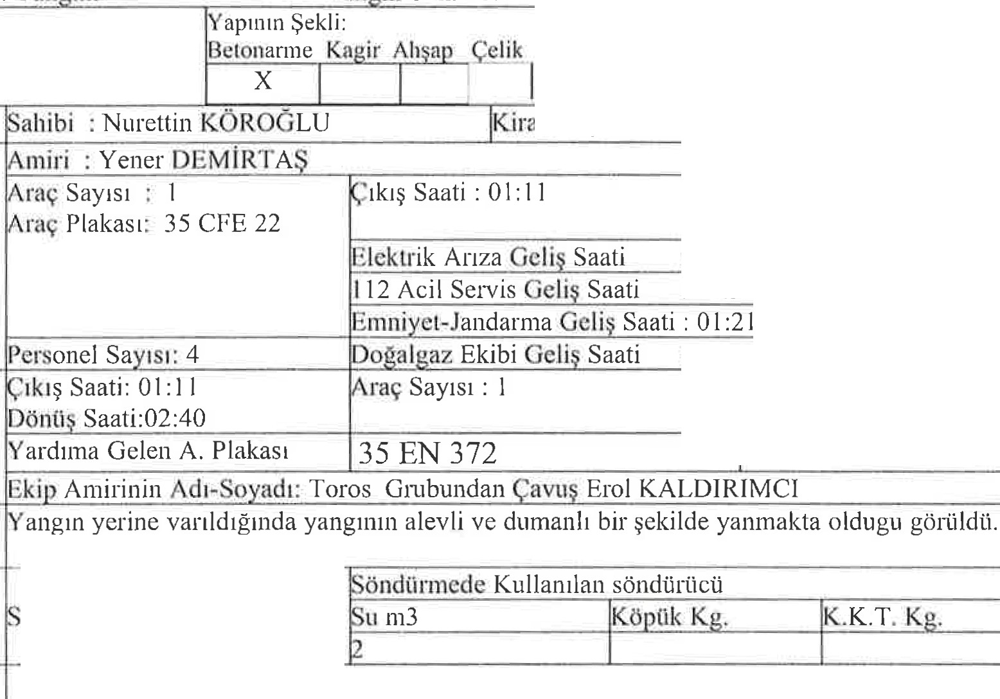 Yapının Şekli:
Betonarme Kagir Ahşap Çelik
X
Sahibi : Nurettin KÖROĞLU
Amiri : Yener DEMİRTAŞ
Araç Sayısı : 1
Çıkış Saati : 01:11
Araç Plakası: 35 CFE 22
Elektrik Arıza Geliş Saati
112 Acil Servis Geliş Saati
Emniyet-Jandarma Geliş Saati : 01:21
Personel Sayısı: 4
Doğalgaz Ekibi Geliş Saati
Çıkış Saati: 01:11
Araç Sayısı : 1
Dönüş Saati:02:40
Yardıma Gelen A. Plakası
35 EN 372
Ekip Amirinin Adı-Soyadı: Toros Grubundan Çavuş Erol KALDIRIMCI
Yangın yerine varıldığında yangının alevli ve dumanlı bir şekilde yanmakta oldugu görüldü.
Söndürmede Kullanılan söndürücü
S
Su m3
Köpük Kg.
K.K.T. Kg.
2